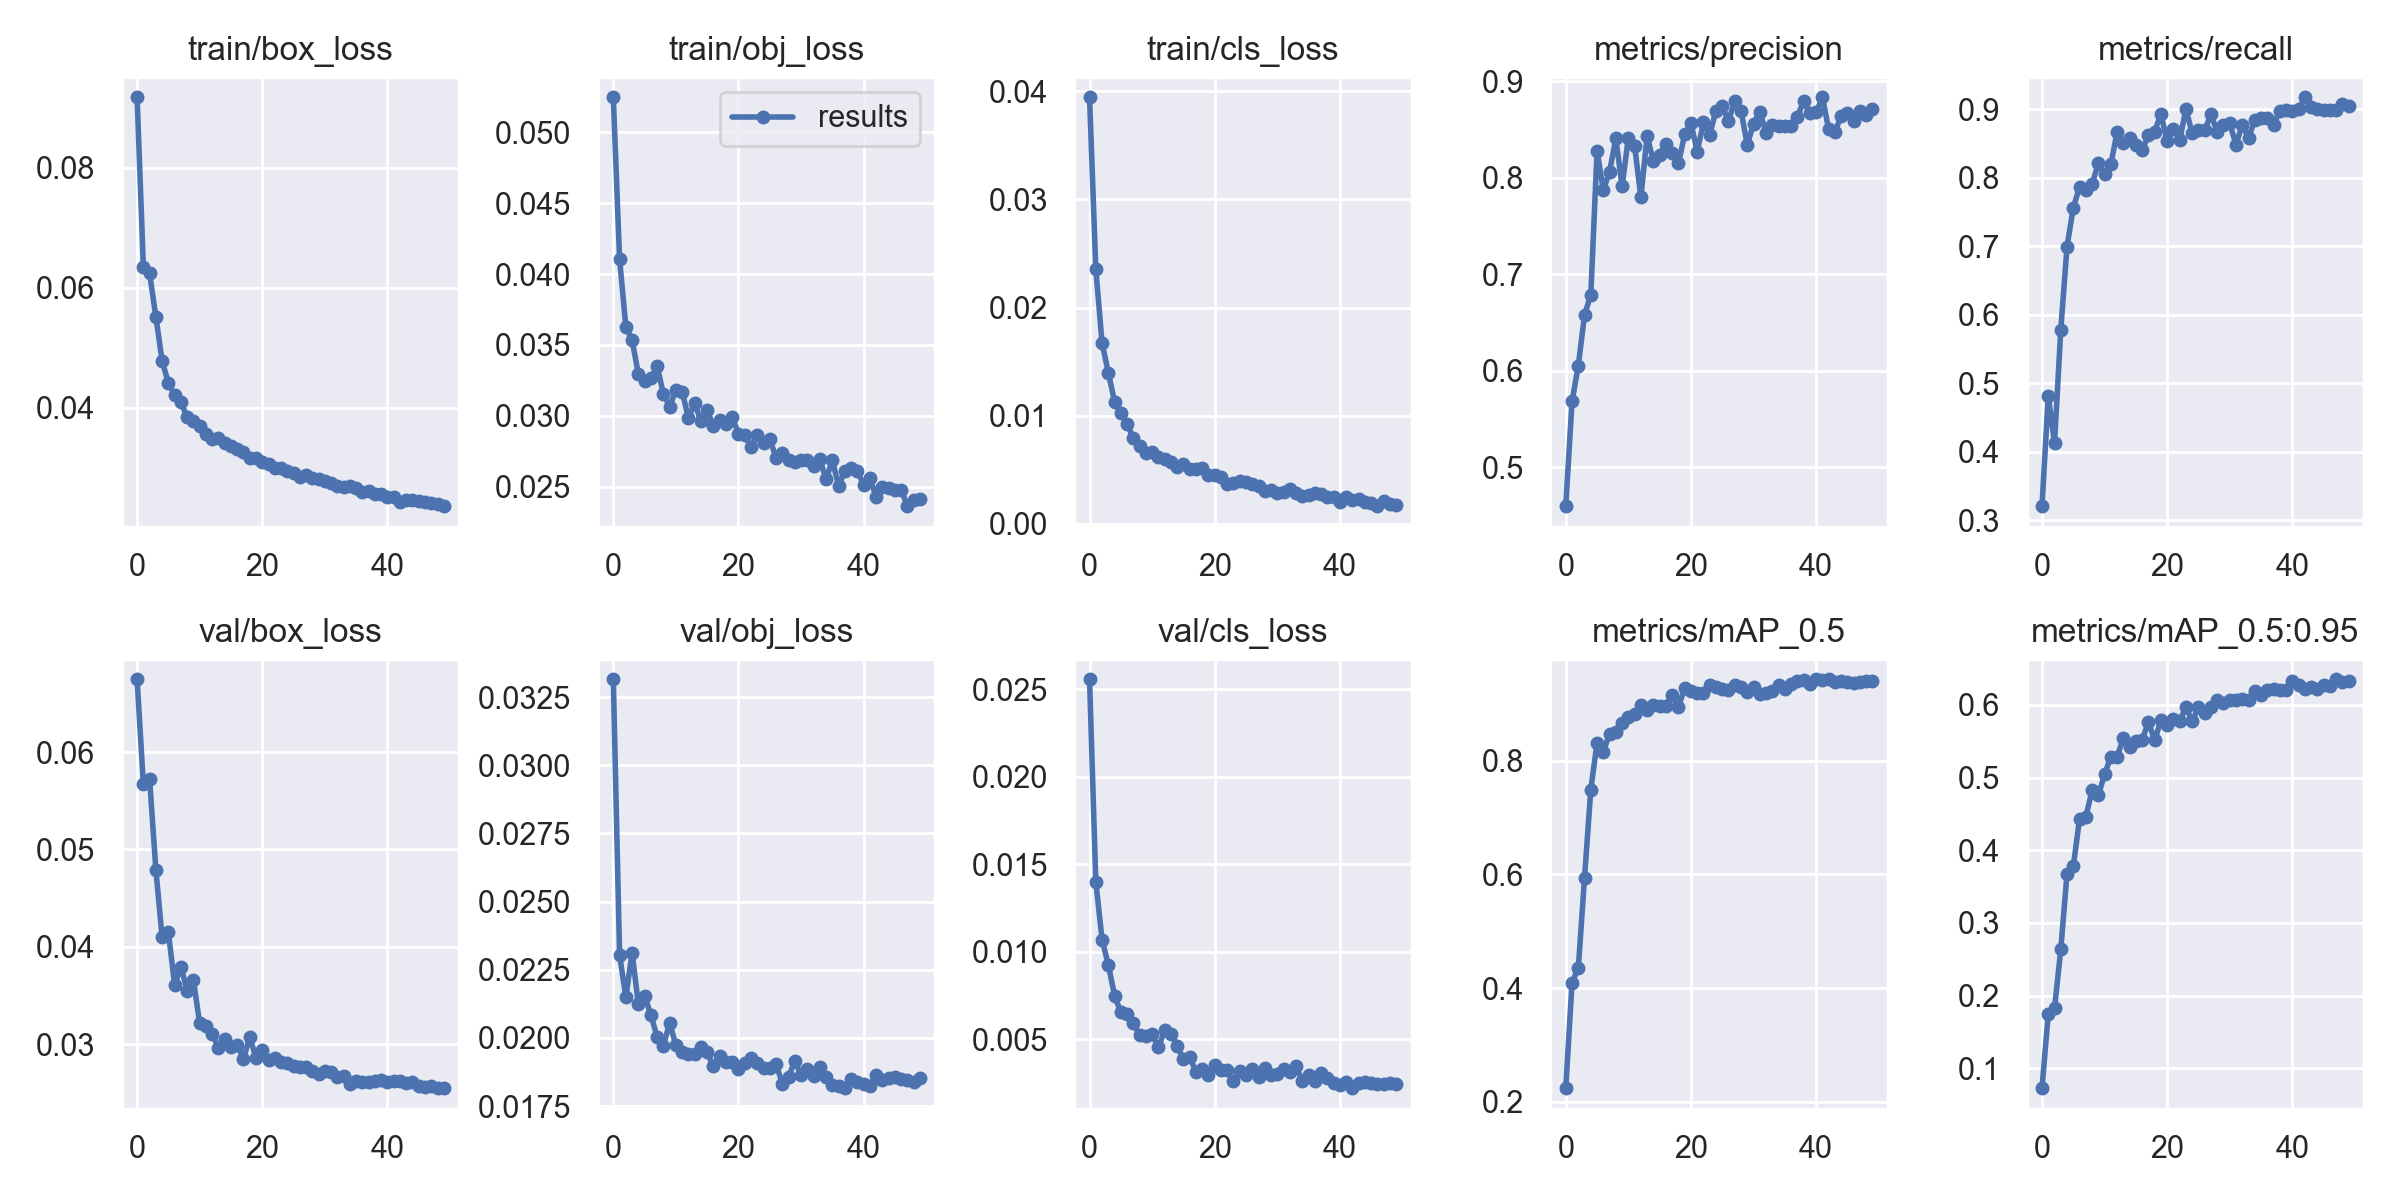 train/box_loss
0.08
0.06
0.04
0 20 40
train/obj_loss
results
0.050
0.045
0.040
0.035
0.030
0.025
0 20 40
train/cls_loss
0.04
0.03
0.02
0.01
0.00
0 20 40
metrics/precision
0.9
0.8
0.7
0.6
0.5
0 20 40
metrics/recall
0.9
0.8
0.7
0.6
0.5
0.4
0.3
0 20 40
val/box_loss
0.06
0.05
0.04
0.03
0 20 40
val/obj_loss
0.0325
0.0300
0.0275
0.0250
0.0225
0.0200
0.0175
0 20 40
val/cls_loss
0.025
0.020
0.015
0.010
0.005
0 20 40
metrics/mAP_0.5
0.8
0.6
0.4
0.2
0 20 40
metrics/mAP_0.5:0.95
0.6
0.5
0.4
0.3
0.2
0.1
0 20 40